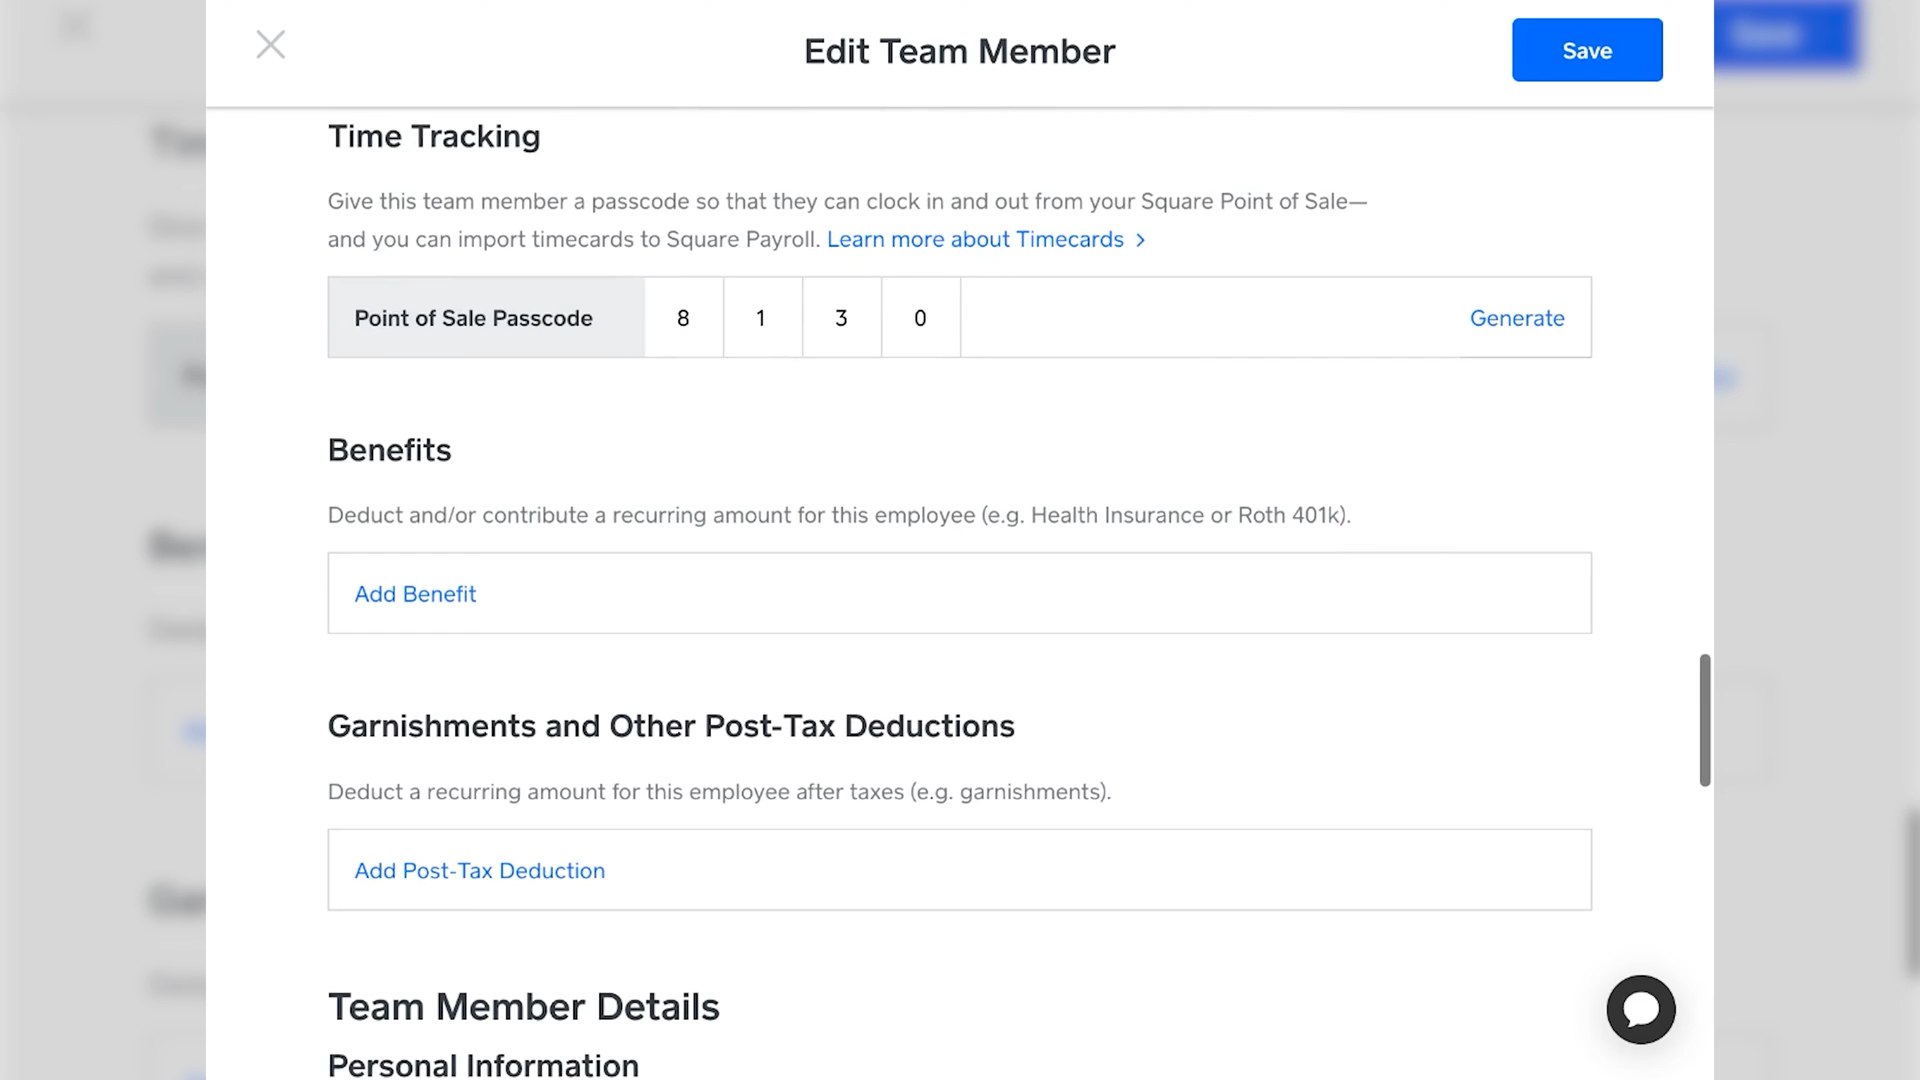 Edit Team Member
Save
Time Tracking
Give this team member a passcode so that they can clock in and out from your Square Point of Sale—
and you can import timecards to Square Payroll. Learn more about Timecards >
Point of Sale Passcode 8 1 3 0 Generate
Benefits
Deduct and/or contribute a recurring amount for this employee (e.g. Health Insurance or Roth 401k).
Add Benefit
Garnishments and Other Post-Tax Deductions
Deduct a recurring amount for this employee after taxes (e.g. garnishments).
Add Post-Tax Deduction
Team Member Details
Personal Information